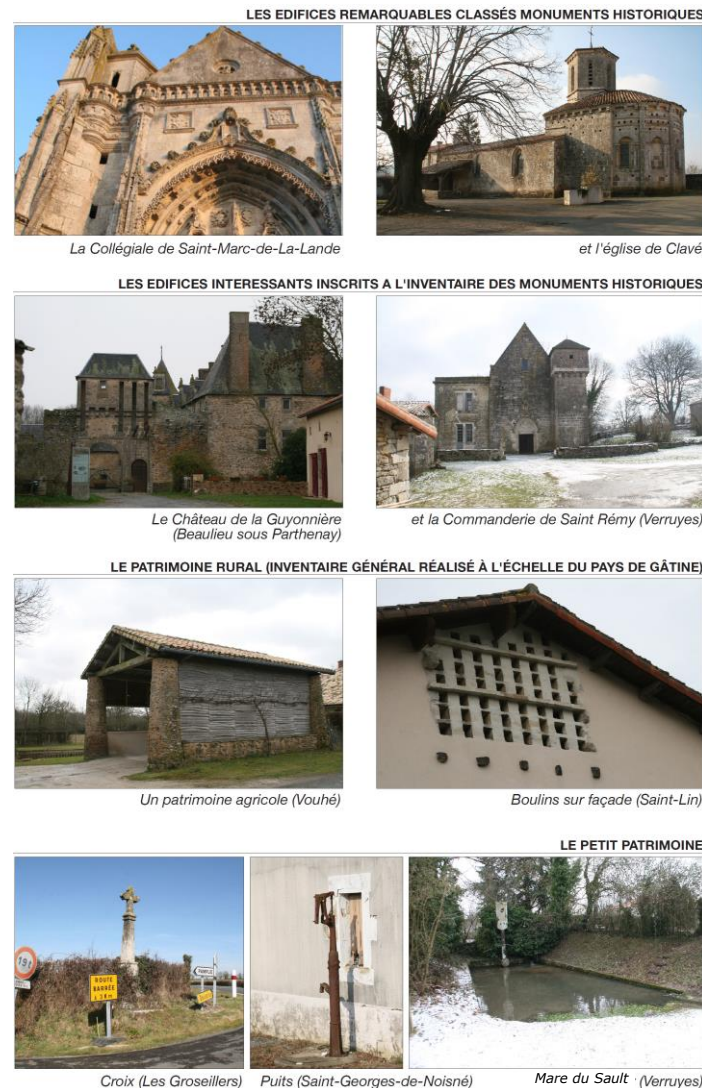 LES EDIFICES REMARQUABLES CLASSÉS MONUMENTS HISTORIQUES
La Collégiale de Saint-Marc-de-La-Lande
et l'église de Clavé
LES EDIFICES INTERESSANTS INSCRITS A L'INVENTAIRE DES MONUMENTS HISTORIQUES
Le Château de la Guyonnière
(Beaulieu sous Parthenay)
et la Commanderie de Saint Rémy (Verruyes)
LE PATRIMOINE RURAL (INVENTAIRE GÉNÉRAL RÉALISÉ À L'ÉCHELLE DU PAYS DE GÂTINE)
Un patrimoine agricole (Vouhé)
Boulins sur façade (Saint-Lin)
LE PETIT PATRIMOINE
19t
ROUTE
BARRÉE
Croix (Les Groseillers)
Puits (Saint-Georges-de-Noisné)
Mare du Sault (Verruyes)